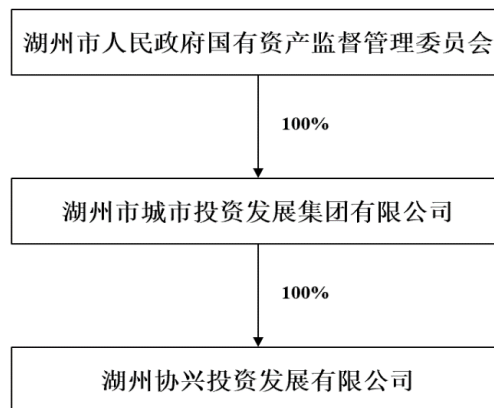 湖州市人民政府国有资产监督管理委员会
100%
湖州市城市投资发展集团有限公司
100%
湖州协兴投资发展有限公司